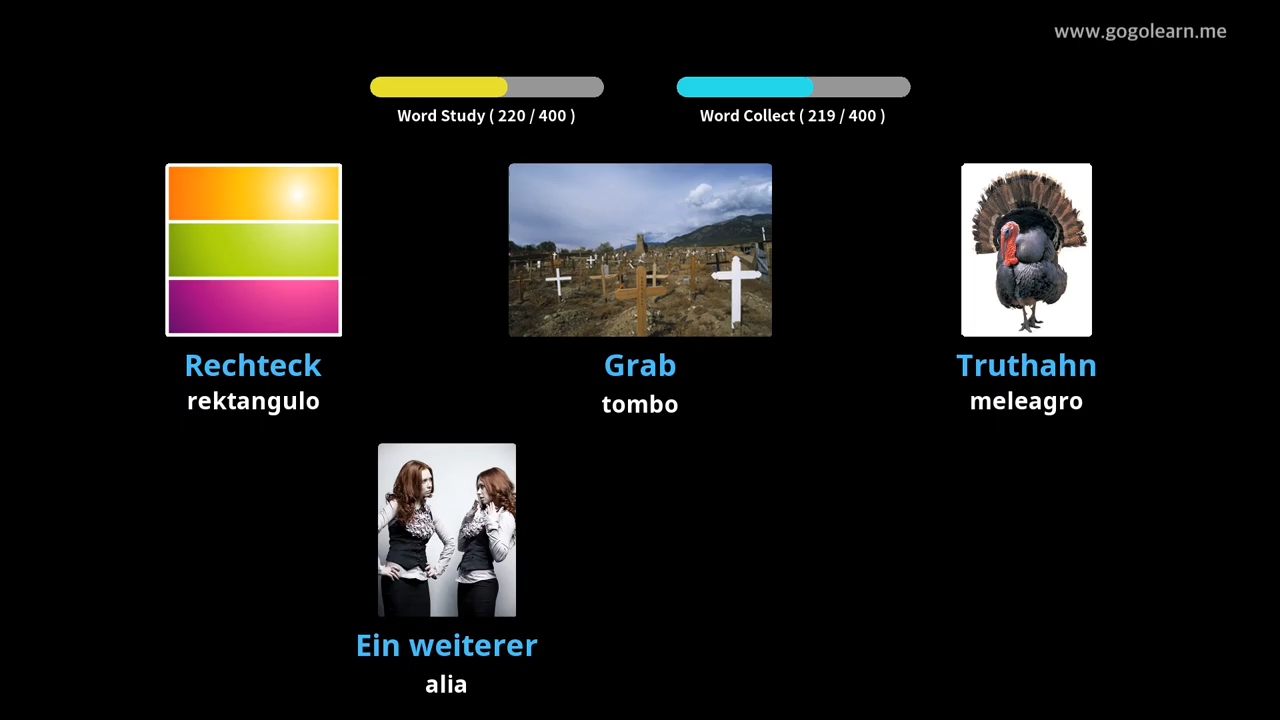 www.gogolearn.me
Word Study ( 220 / 400 )
Word Collect ( 219 / 400 )
Rechteck
rektangulo
Grab
tombo
Truthahn
meleagro
Ein weiterer
alia